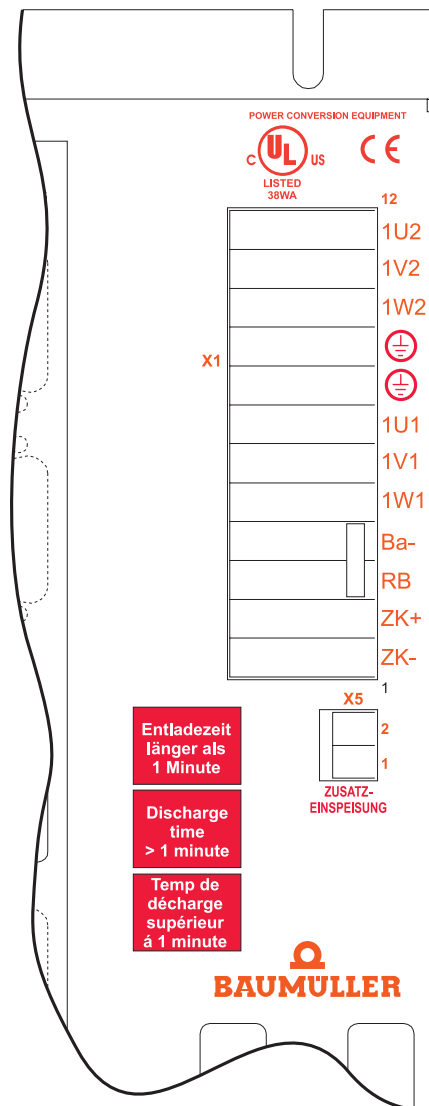 POWER CONVERSION EQUIPMENT
C UL US
CE
LISTED
38WA
12
1U2
1V2
1W2
X1
1U1
1V1
1W1
Ba-
RB
ZK+
ZK-
1
X5
2
1
ZUSATZ-
EINSPEISUNG
Entladezeit
länger als
1 Minute
Discharge
time
> 1 minute
Temp de
décharge
supérieur
á 1 minute
BAUMÜLLER